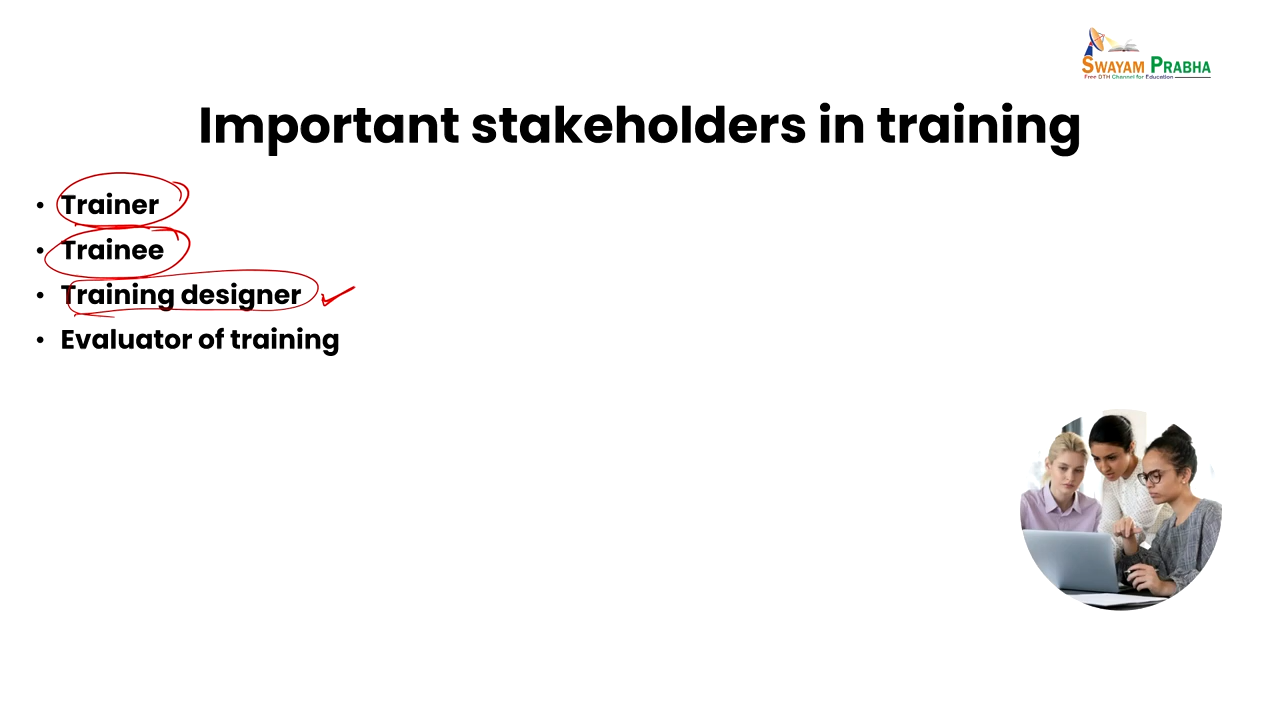 SWAYAM PRABHA
Free DTH Channel for Education
Important stakeholders in training
• Trainer
• Trainee
• Training designer
• Evaluator of training